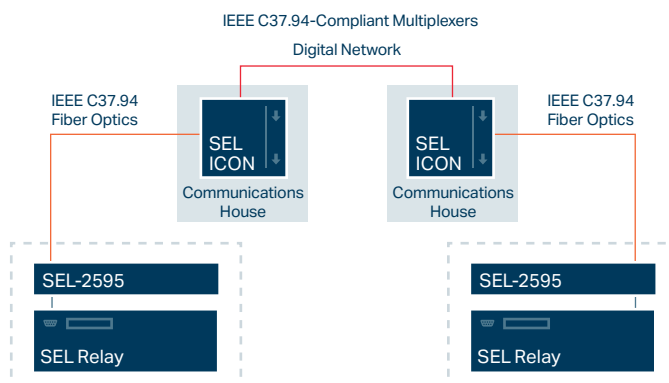 IEEE C37.94-Compliant Multiplexers
Digital Network
IEEE C37.94
Fiber Optics
SEL
ICON
Communications
House
SEL
ICON
Communications
House
IEEE C37.94
Fiber Optics
SEL-2595
SEL Relay
SEL-2595
SEL Relay